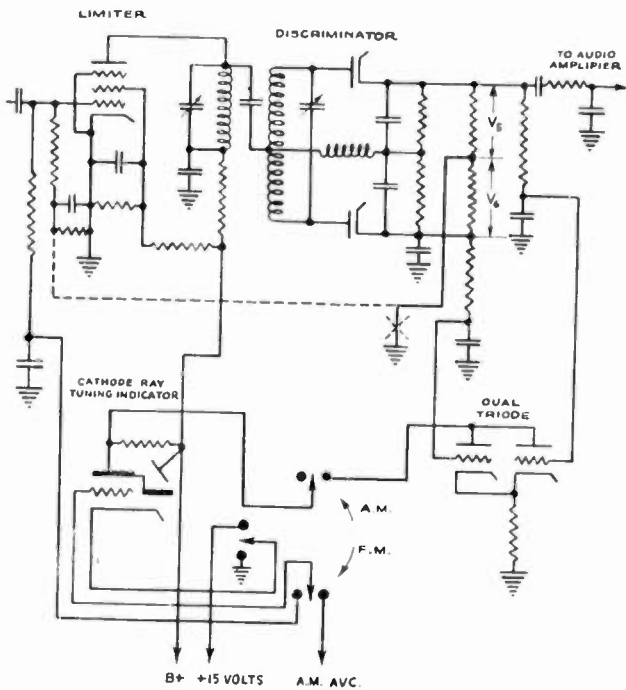 LIMITER
DISCRIMINATOR
TO AUDIO
AMPLIFIER
V5
V6
CATHODE RAY
TUNING INDICATOR
DUAL
TRIODE
A.M.
F.M.
B+ +15 VOLTS A.M. AVC.